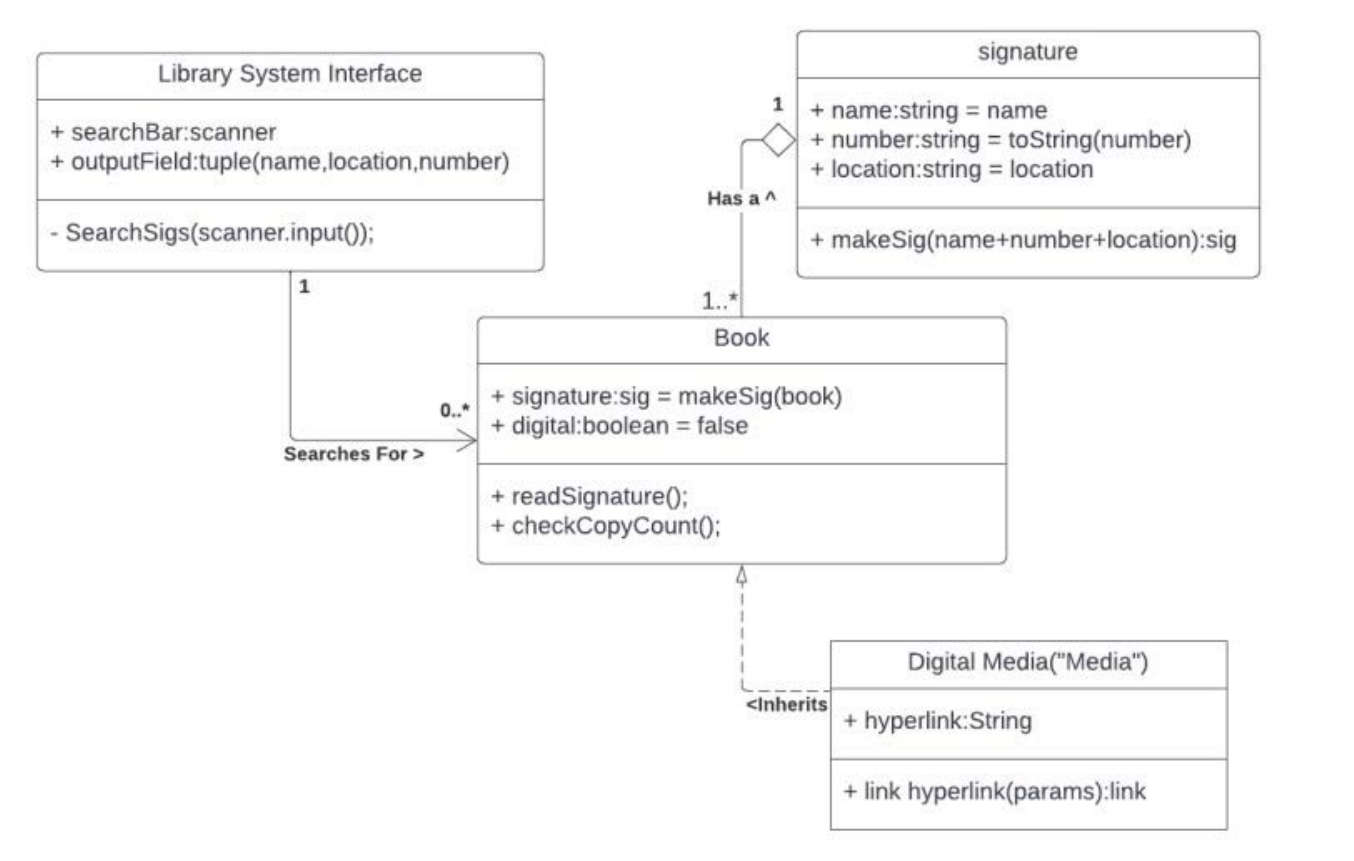 Library System Interface
+ searchBar:scanner
+ outputField:tuple(name,location,number)
- SearchSigs(scanner.input());
signature
+ name:string = name
+ number:string = toString(number)
+ location:string = location
+ makeSig(name+number+location):sig
1
Has a ^
1..*
1
0..*
Searches For >
Book
+ signature:sig = makeSig(book)
+ digital:boolean = false
+ readSignature();
+ checkCopyCount();
<Inherits
Digital Media("Media")
+ hyperlink:String
+ link hyperlink(params):link